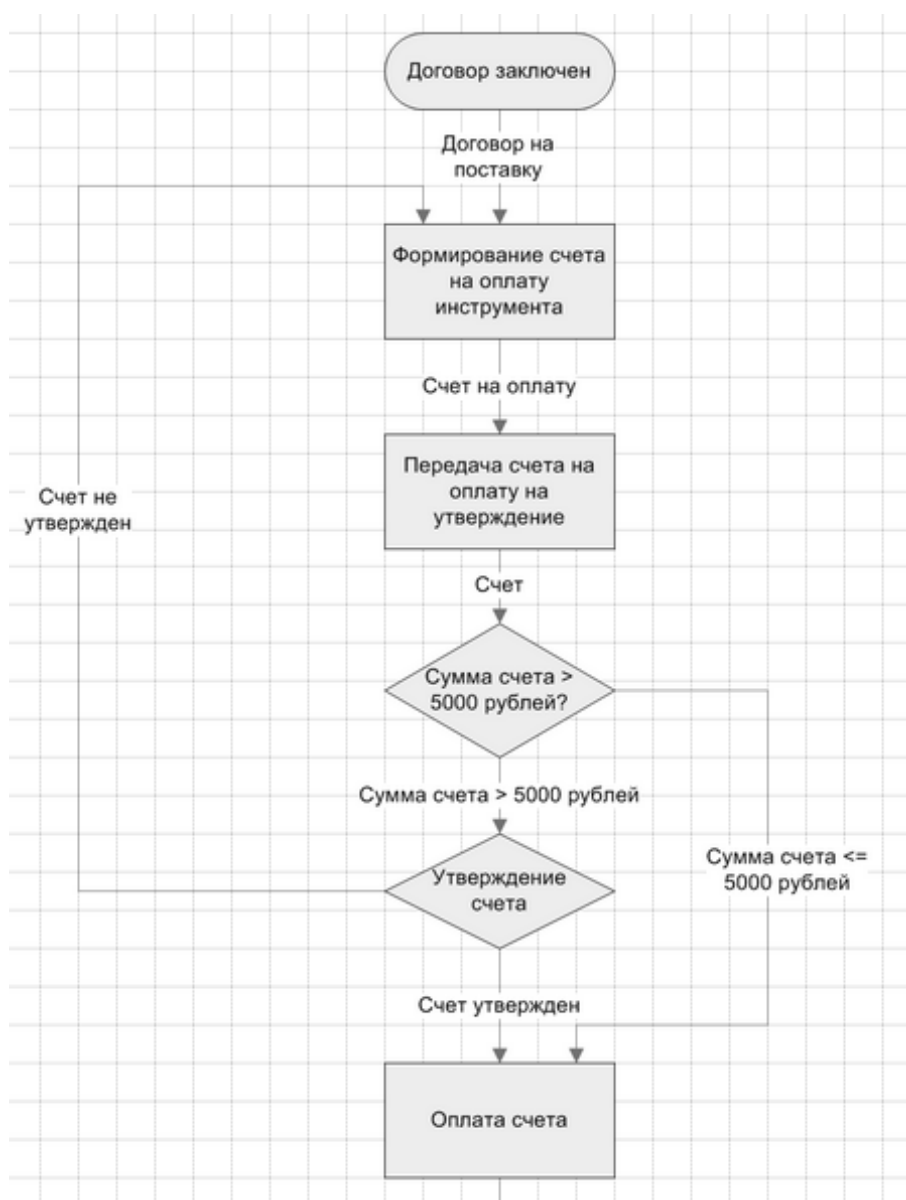 Договор заключен
Договор на
поставку
Формирование счета
на оплату
инструмента
Счет на оплату
Передача счета на
оплату на
утверждение
Счет не
утвержден
Счет
Сумма счета >
5000 рублей?
Сумма счета > 5000 рублей
Сумма счета <=
5000 рублей
Утверждение
счета
Счет утвержден
Оплата счета